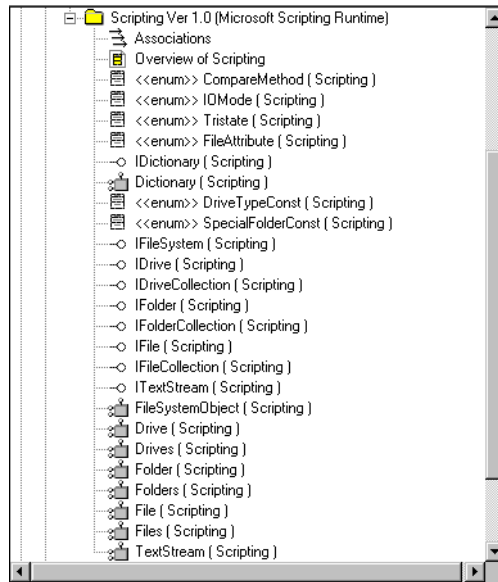 Scripting Ver 1.0 (Microsoft Scripting Runtime)
Associations
Overview of Scripting
<<enum>> CompareMethod ( Scripting )
<<enum>> IOMode ( Scripting )
<<enum>> Tristate ( Scripting )
<<enum>> FileAttribute ( Scripting )
IDictionary ( Scripting )
Dictionary ( Scripting )
<<enum>> DriveTypeConst ( Scripting )
<<enum>> SpecialFolderConst ( Scripting )
IFileSystem ( Scripting )
IDrive ( Scripting )
IDriveCollection ( Scripting )
IFolder ( Scripting )
IFolderCollection ( Scripting )
IFile ( Scripting )
IFileCollection ( Scripting )
ITextStream ( Scripting )
FileSystemObject ( Scripting )
Drive ( Scripting )
Drives ( Scripting )
Folder ( Scripting )
Folders ( Scripting )
File ( Scripting )
Files ( Scripting )
TextStream ( Scripting )